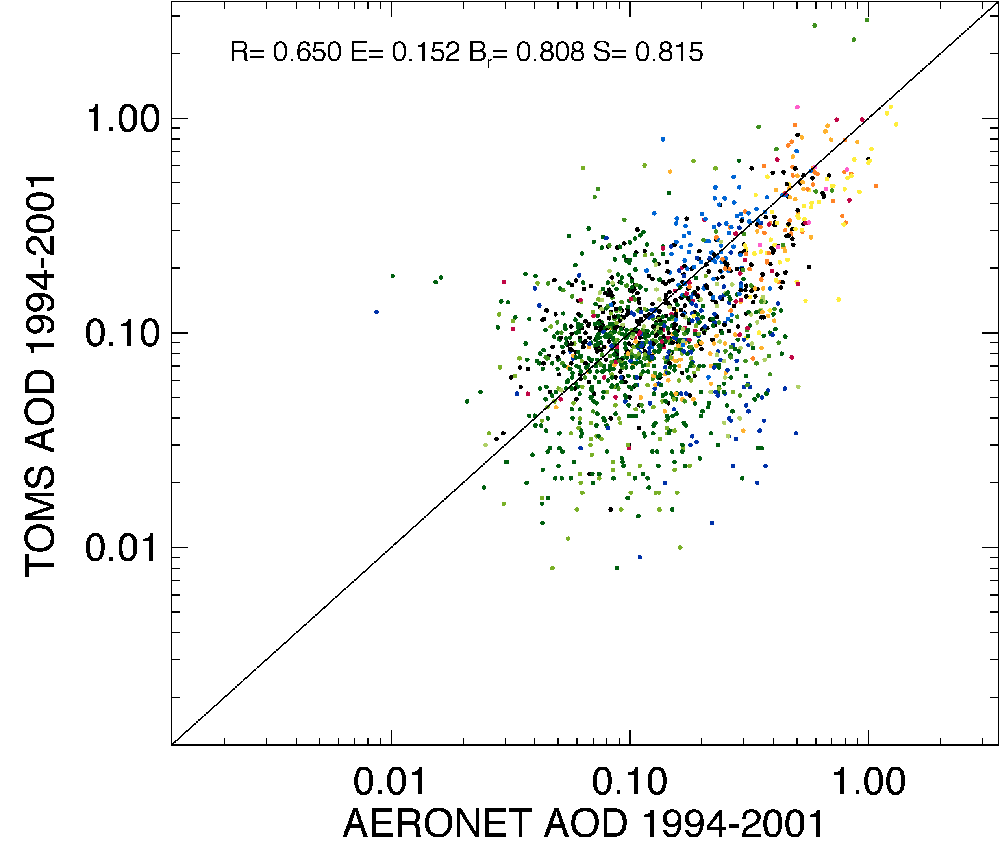 R= 0.650 E= 0.152 Br= 0.808 S= 0.815
TOMS AOD 1994-2001
1.00
0.10
0.01
0.01 0.10 1.00
AERONET AOD 1994-2001